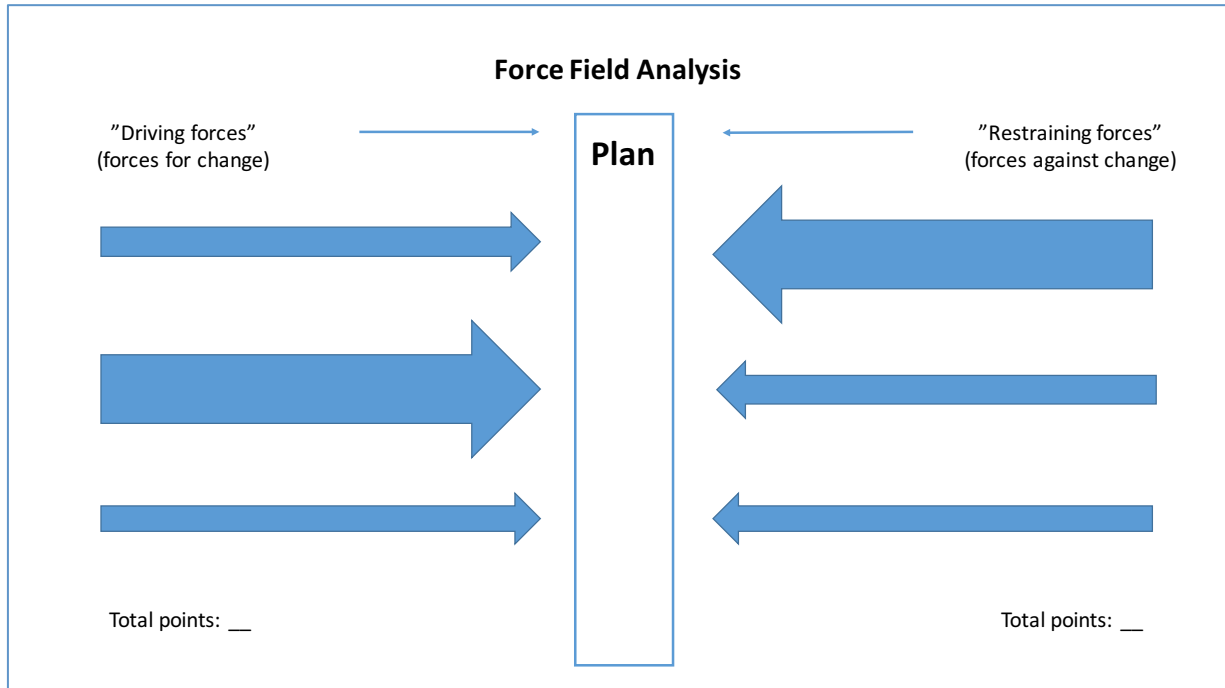 Force Field Analysis
”Driving forces”
(forces for change)
Plan
”Restraining forces”
(forces against change)
Total points: __
Total points: __